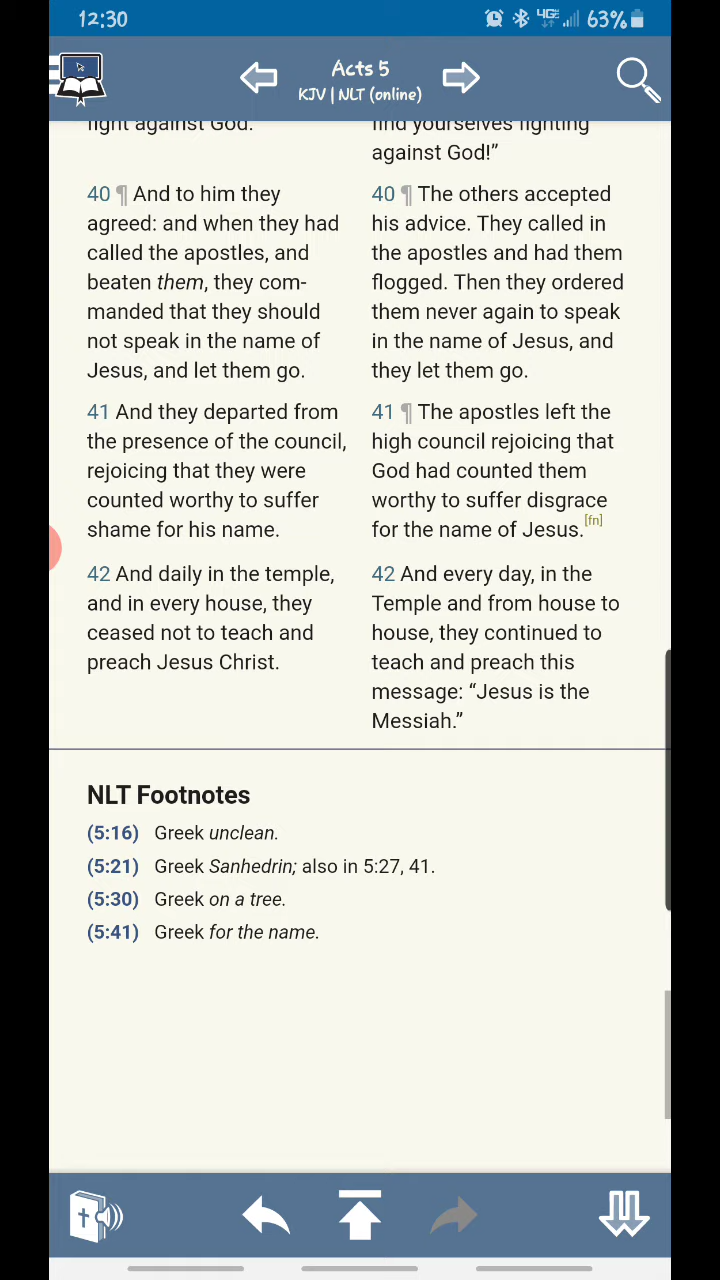 12:30
4G 63%
Acts 5
KJV | NLT (online)
fight against God.
40 ¶ And to him they
agreed: and when they had
called the apostles, and
beaten them, they com-
manded that they should
not speak in the name of
Jesus, and let them go.
41 And they departed from
the presence of the council,
rejoicing that they were
counted worthy to suffer
shame for his name.
42 And daily in the temple,
and in every house, they
ceased not to teach and
preach Jesus Christ.
find yourselves fighting
against God!”
40 ¶ The others accepted
his advice. They called in
the apostles and had them
flogged. Then they ordered
them never again to speak
in the name of Jesus, and
they let them go.
41 ¶ The apostles left the
high council rejoicing that
God had counted them
worthy to suffer disgrace
for the name of Jesus.[fn]
42 And every day, in the
Temple and from house to
house, they continued to
teach and preach this
message: “Jesus is the
Messiah.”
NLT Footnotes
(5:16) Greek unclean.
(5:21) Greek Sanhedrin; also in 5:27, 41.
(5:30) Greek on a tree.
(5:41) Greek for the name.